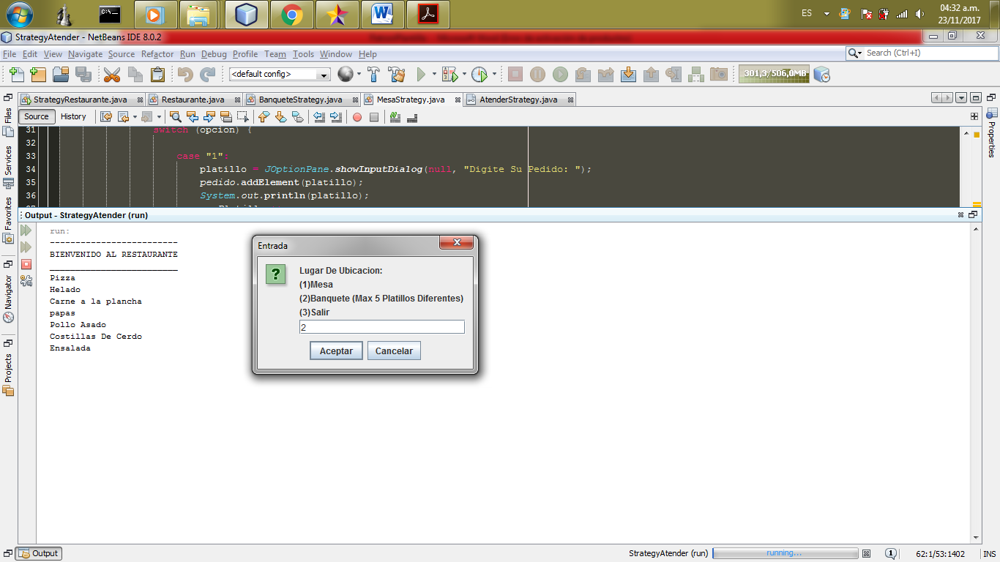 C:\_
W
ES
04:32 a.m.
23/11/2017
StrategyAtender - NetBeans IDE 8.0.2
File Edit View Navigate Source Refactor Run Debug Profile Team Tools Window Help
Search (Ctrl+I)
<default config>
301,3/506,0MB
StrategyRestaurante.java Restaurante.java BanqueteStrategy.java MesaStrategy.java AtenderStrategy.java
Source History
Files
Services
Favorites
Navigator
Projects
Properties
31 switch (opcion) {
32
33 case "1":
34 platillo = JOptionPane.showInputDialog(null, "Digite Su Pedido: ");
35 pedido.addElement(platillo);
36 System.out.println(platillo);
Output - StrategyAtender (run)
run:
-------------------------
BIENVENIDO AL RESTAURANTE
_________________________
Pizza
Helado
Carne a la plancha
papas
Pollo Asado
Costillas De Cerdo
Ensalada
Entrada
?
Lugar De Ubicacion:
(1)Mesa
(2)Banquete (Max 5 Platillos Diferentes)
(3)Salir
2
Aceptar Cancelar
Output
StrategyAtender (run)
running...
1
62:1/53:1402
INS